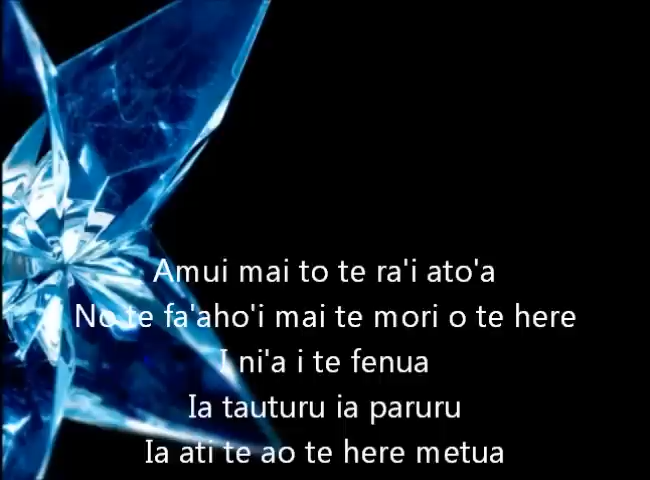 Amui mai to te ra'i ato'a
No te fa'aho'i mai te mori o te here
I ni'a i te fenua
Ia tauturu ia paruru
Ia ati te ao te here metua